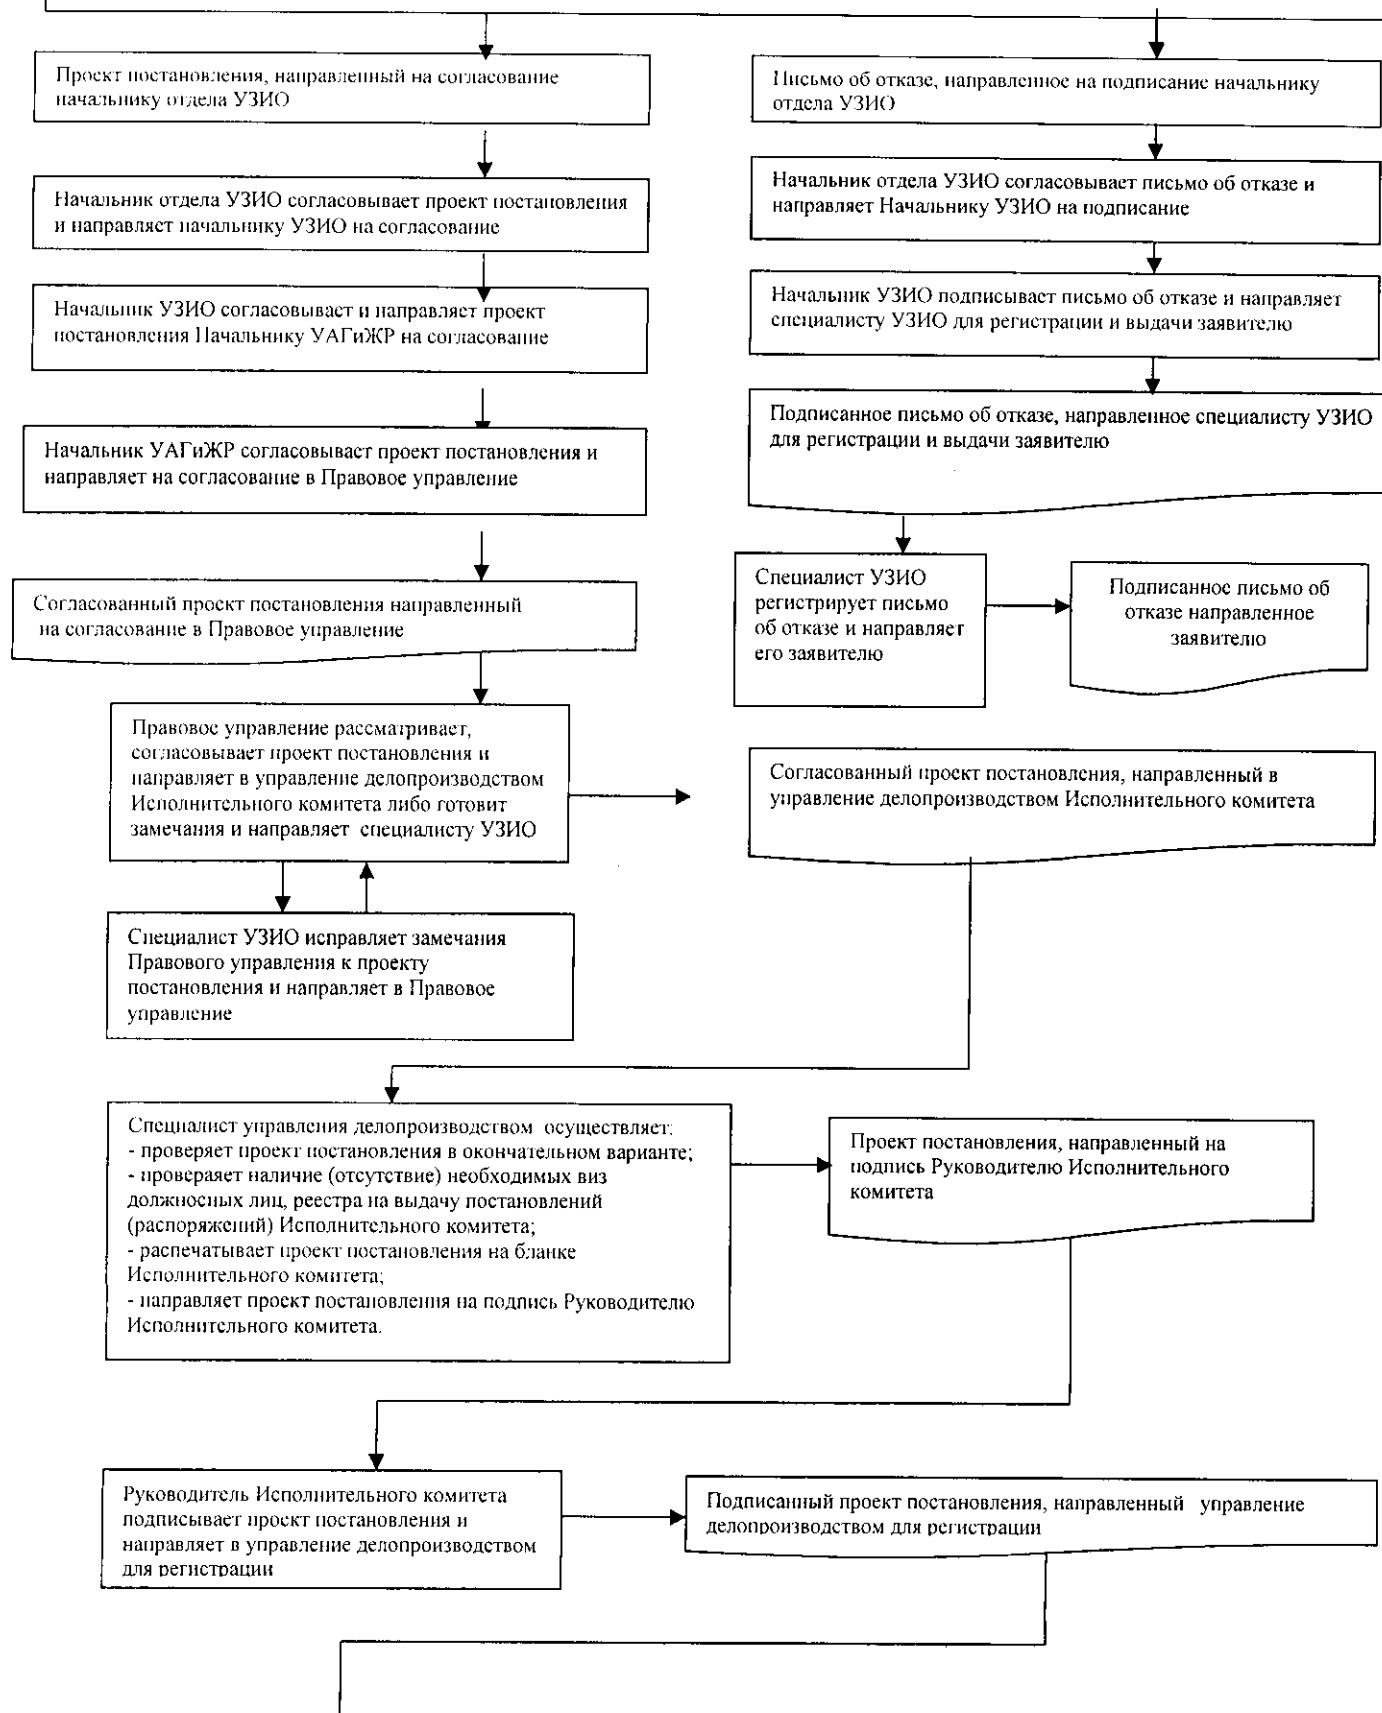 Проект постановления, направленный на согласование
начальнику отдела УЗИО
Письмо об отказе, направленное на подписание начальнику
отдела УЗИО
Начальник отдела УЗИО согласовывает проект постановления
и направляет начальнику УЗИО на согласование
Начальник отдела УЗИО согласовывает письмо об отказе и
направляет Начальнику УЗИО на подписание
Начальник УЗИО согласовывает и направляет проект
постановления Начальнику УАГиЖР на согласование
Начальник УЗИО подписывает письмо об отказе и направляет
специалисту УЗИО для регистрации и выдачи заявителю
Подписанное письмо об отказе, направленное специалисту УЗИО
для регистрации и выдачи заявителю
Начальник УАГиЖР согласовывает проект постановления и
направляет на согласование в Правовое управление
Специалист УЗИО
регистрирует письмо
об отказе и направляет
его заявителю
Подписанное письмо об
отказе направленное
заявителю
Согласованный проект постановления направленный
на согласование в Правовое управление
Правовое управление рассматривает,
согласовывает проект постановления и
направляет в управление делопроизводством
Исполнительного комитета либо готовит
замечания и направляет специалисту УЗИО
Согласованный проект постановления, направленный в
управление делопроизводством Исполнительного комитета
Специалист УЗИО исправляет замечания
Правового управления к проекту
постановления и направляет в Правовое
управление
Специалист управления делопроизводством осуществляет:
- проверяет проект постановления в окончательном варианте;
- проверяает наличие (отсутствие) необходимых виз
должносных лиц, реестра на выдачу постановлений
(распоряжений) Исполнительного комитета;
- распечатывает проект постановления на бланке
Исполнительного комитета;
- направляет проект постановления на подпись Руководителю
Исполнительного комитета.
Проект постановления, направленный на
подпись Руководителю Исполнительного
комитета
Руководитель Исполнительного комитета
подписывает проект постановления и
направляет в управление делопроизводством
для регистрации
Подписанный проект постановления, направленный управление
делопроизводством для регистрации